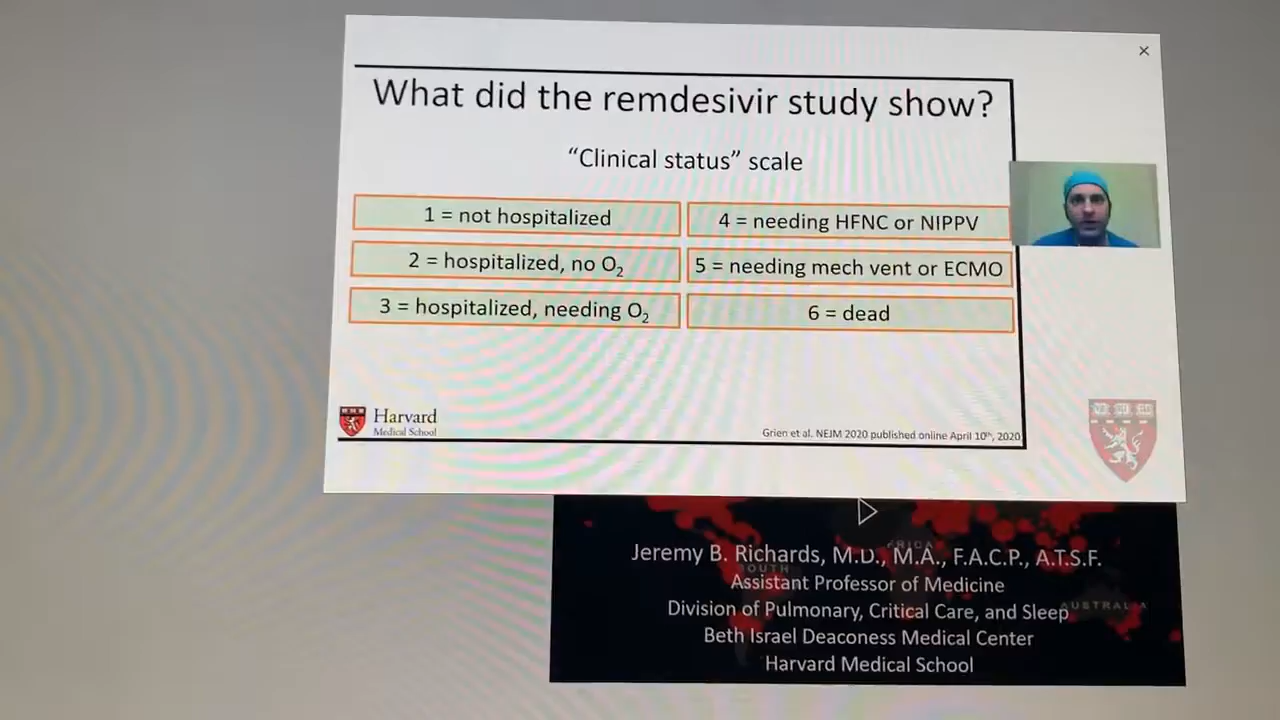 What did the remdesivir study show?
"Clinical status" scale
1 = not hospitalized
4 = needing HFNC or NIPPV
2 = hospitalized, no O₂
5 = needing mech vent or ECMO
3 = hospitalized, needing O₂
6 = dead
Harvard
Medical School
Grien et al. NEJM 2020 published online April 10th, 2020
Jeremy B. Richards, M.D., M.A., F.A.C.P., A.T.S.F.
SOUTH
Assistant Professor of Medicine
Division of Pulmonary, Critical Care, and Sleep
AUSTRALIA
Beth Israel Deaconess Medical Center
Harvard Medical School